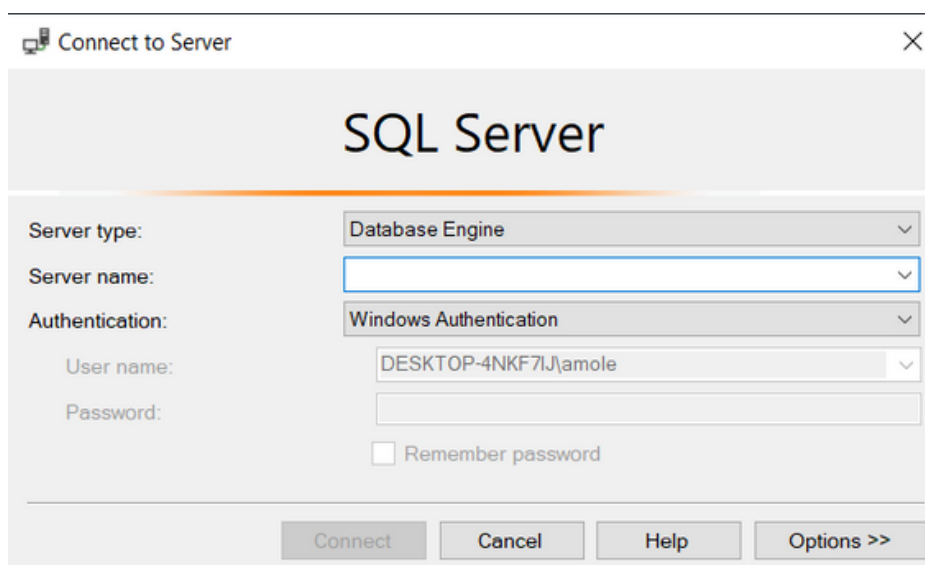 Connect to Server
SQL Server
Server type: Database Engine
Server name:
Authentication: Windows Authentication
User name: DESKTOP-4NKF7IJ\amole
Password:
Remember password
Connect Cancel Help Options >>